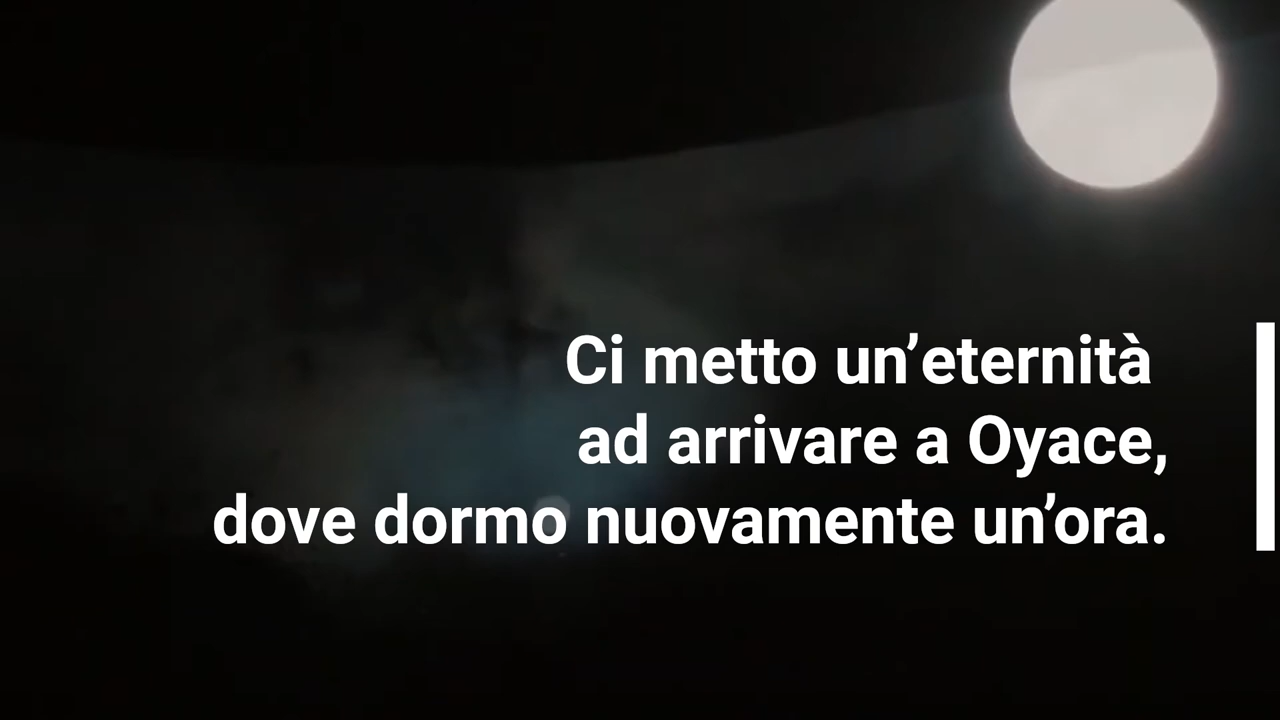 Ci metto un’eternità
ad arrivare a Oyace,
dove dormo nuovamente un’ora.